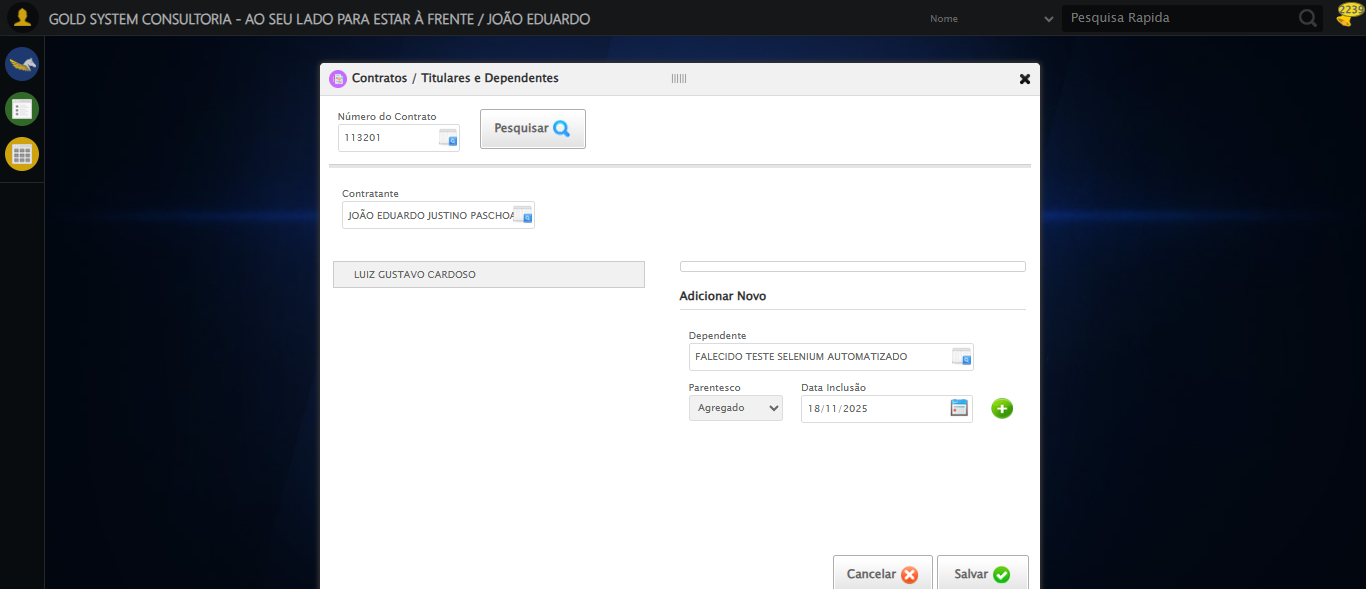 GOLD SYSTEM CONSULTORIA - AO SEU LADO PARA ESTAR À FRENTE / JOÃO EDUARDO
Nome
Pesquisa Rapida
2239
Contratos / Titulares e Dependentes
Número do Contrato
113201
Pesquisar
Contratante
JOÃO EDUARDO JUSTINO PASCHOA
LUIZ GUSTAVO CARDOSO
Adicionar Novo
Dependente
FALECIDO TESTE SELENIUM AUTOMATIZADO
Parentesco
Data Inclusão
Agregado
18/11/2025
Cancelar
Salvar